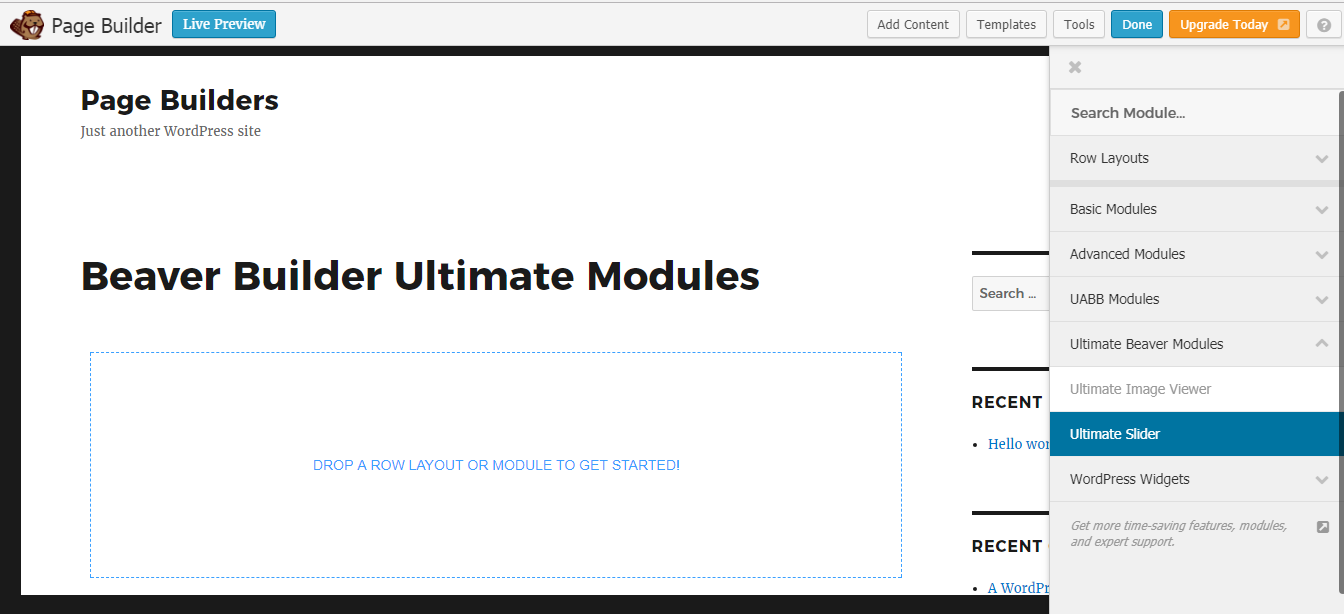 Page Builder
Live Preview
Add Content
Templates
Tools
Done
Upgrade Today
?
Page Builders
Just another WordPress site
Beaver Builder Ultimate Modules
DROP A ROW LAYOUT OR MODULE TO GET STARTED!
Search ...
RECENT
Hello wor
RECENT
A WordPr
Search Module...
Row Layouts
Basic Modules
Advanced Modules
UABB Modules
Ultimate Beaver Modules
Ultimate Image Viewer
Ultimate Slider
WordPress Widgets
Get more time-saving features, modules,
and expert support.